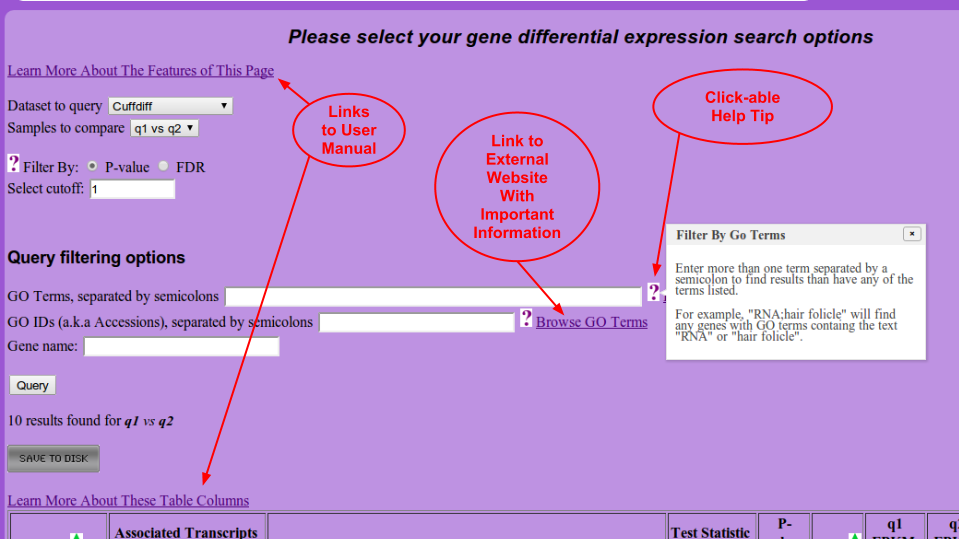 Please select your gene differential expression search options
Learn More About The Features of This Page
Dataset to query Cuffdiff
Samples to compare q1 vs q2
? Filter By: P-value FDR
Select cutoff: 1
Links
to User
Manual
Link to
External
Website
With
Important
Information
Click-able
Help Tip
Query filtering options
GO Terms, separated by semicolons ?
GO IDs (a.k.a Accessions), separated by semicolons ? Browse GO Terms
Gene name:
Filter By Go Terms x
Enter more than one term separated by a
semicolon to find results than have any of the
terms listed.
For example, "RNA;hair folicle" will find
any genes with GO terms containg the text
"RNA" or "hair folicle".
Query
10 results found for q1 vs q2
SAVE TO DISK
Learn More About These Table Columns
Associated Transcripts
Test Statistic
P-
q1